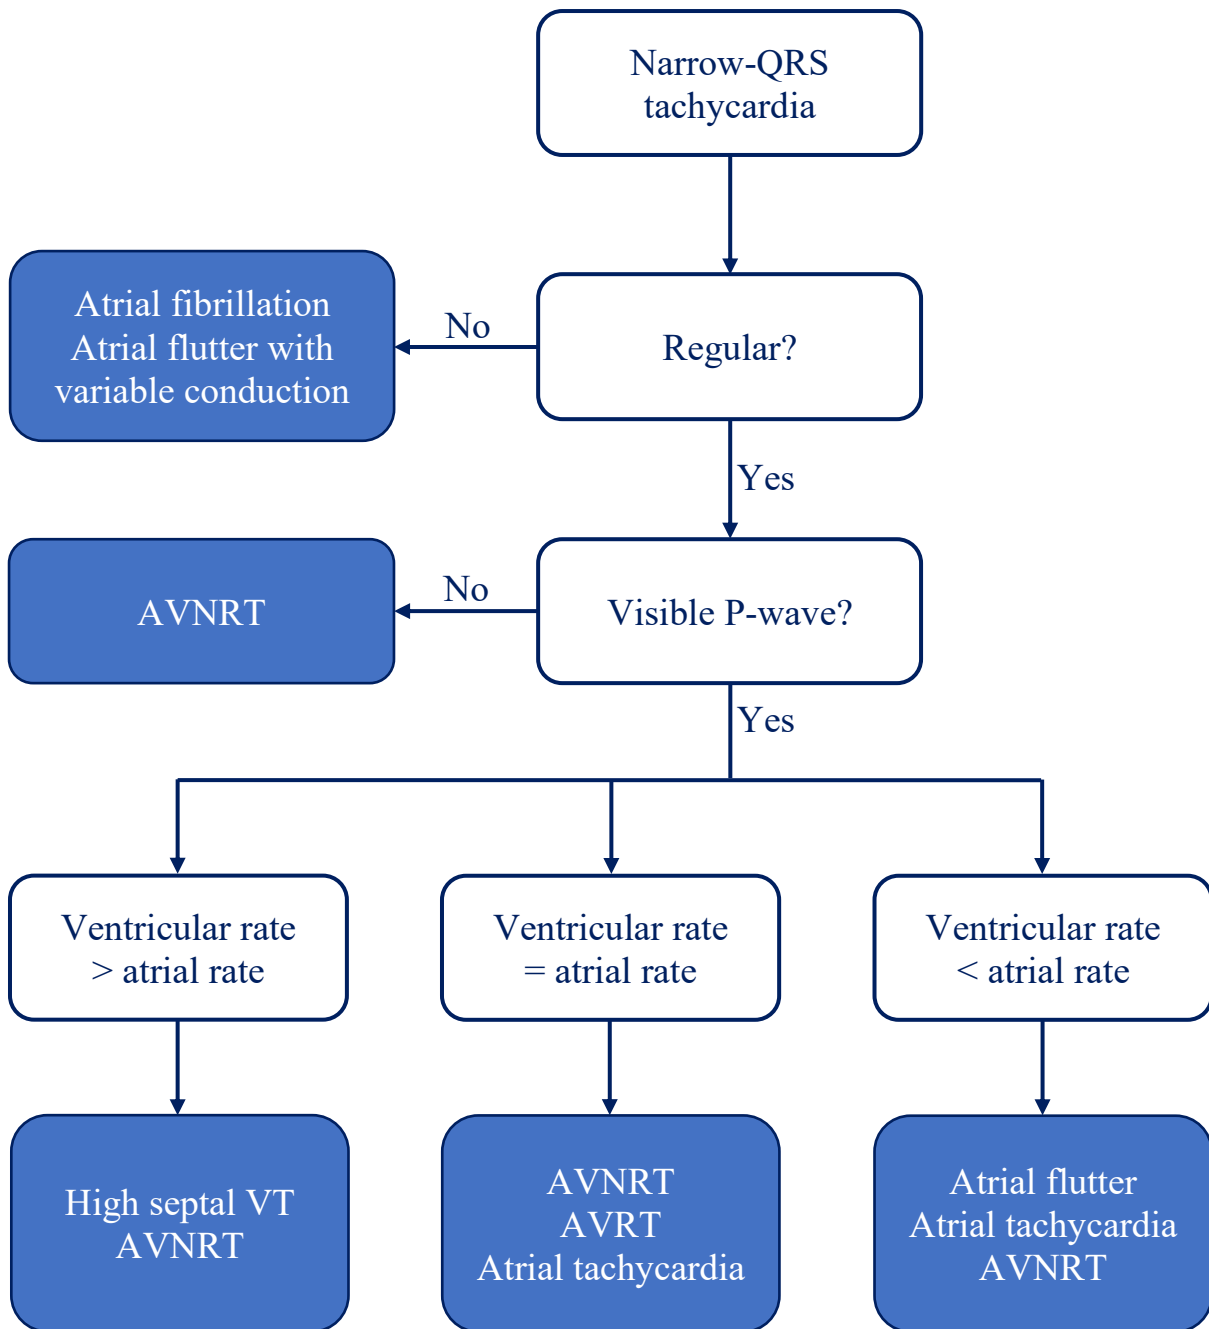 Narrow-QRS
tachycardia
Atrial fibrillation
Atrial flutter with
variable conduction
No
Regular?
Yes
AVNRT
No
Visible P-wave?
Yes
Ventricular rate
> atrial rate
Ventricular rate
= atrial rate
Ventricular rate
< atrial rate
High septal VT
AVNRT
AVNRT
AVRT
Atrial tachycardia
Atrial flutter
Atrial tachycardia
AVNRT